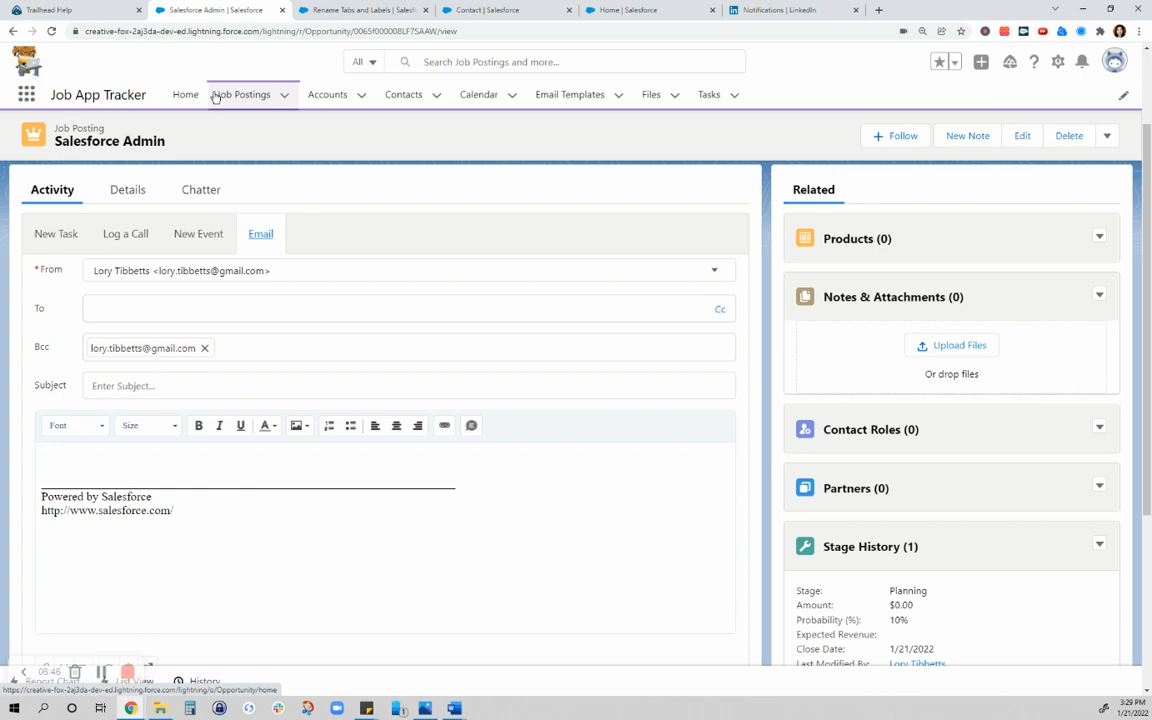 Trailhead App
Salesforce Admin | Salesforce
Rename Tabs and Labels | Salesf
Contact | Salesforce
Home | Salesforce
Notifications | LinkedIn
creative-fox-2aj3da-dev-ed.lightning.force.com/lightning/r/Opportunity/0065f000008LF7SAAW/view
All
Search Job Postings and more...
Job App Tracker
Home
Job Postings
Accounts
Contacts
Calendar
Email Templates
Files
Tasks
Job Posting
Salesforce Admin
Follow
New Note
Edit
Delete
Activity
Details
Chatter
Related
New Task
Log a Call
New Event
Email
* From
Lory Tibbetts <lory.tibbetts@gmail.com>
To
Cc
Bcc
lory.tibbetts@gmail.com
Subject
Enter Subject...
Font
Size
B
I
U
A
Powered by Salesforce
http://www.salesforce.com/
Products (0)
Notes & Attachments (0)
Upload Files
Or drop files
Contact Roles (0)
Partners (0)
Stage History (1)
Stage:
Planning
Amount:
$0.00
Probability (%):
10%
Expected Revenue:
Close Date:
1/21/2022
Last Modified By:
Lory Tibbetts
06:46
Report Chart
List View
History
https://creative-fox-2aj3da-dev-ed.lightning.force.com/lightning/o/Opportunity/home
3:29 PM
1/21/2022